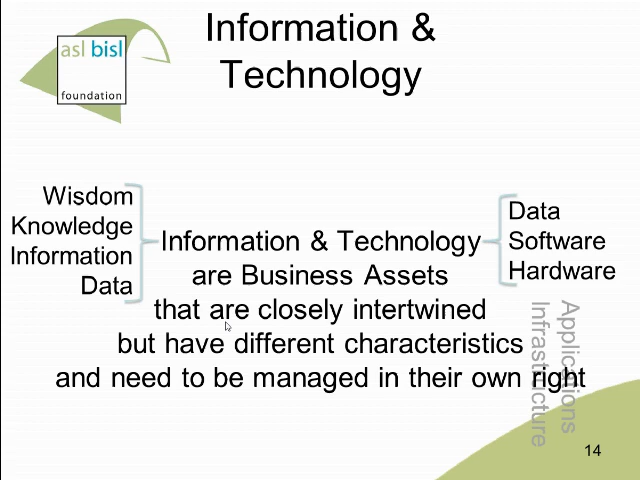 Information &
Technology
asl bisl
foundation
Wisdom
Knowledge
Information
Data
Information & Technology
are Business Assets
that are closely intertwined
but have different characteristics
and need to be managed in their own right
Data
Software
Hardware
Applications
Infrastructure
14